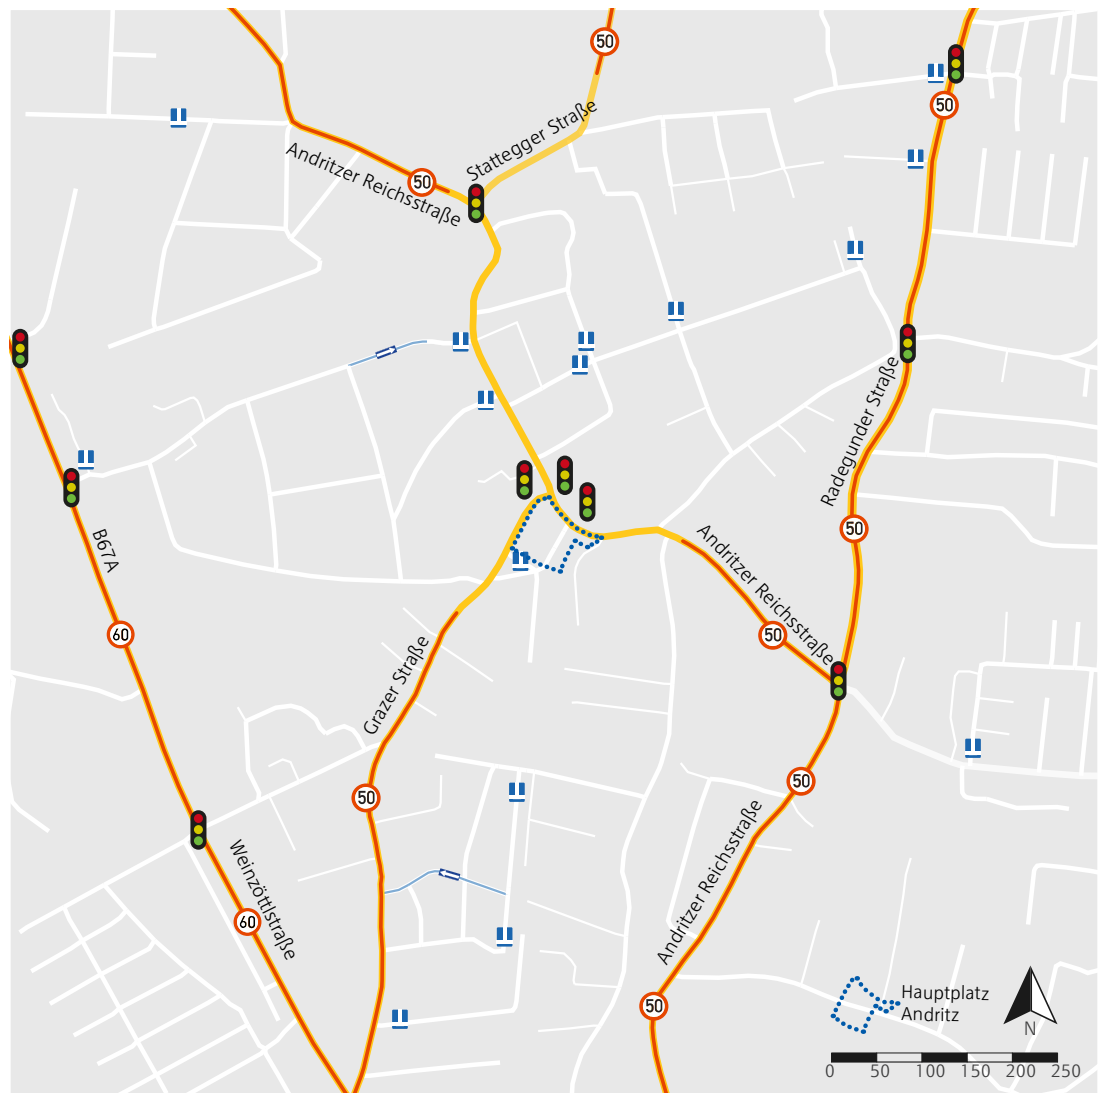 50
Stattegger Straße
50
Andritzer Reichsstraße
50
50
Radegunder Straße
50
B67A
Andritzer Reichsstraße
60
50
Grazer Straße
50
50
Andritzer Reichsstraße
Weinzöttlstraße
60
50
Hauptplatz
Andritz
N
0 50 100 150 200 250